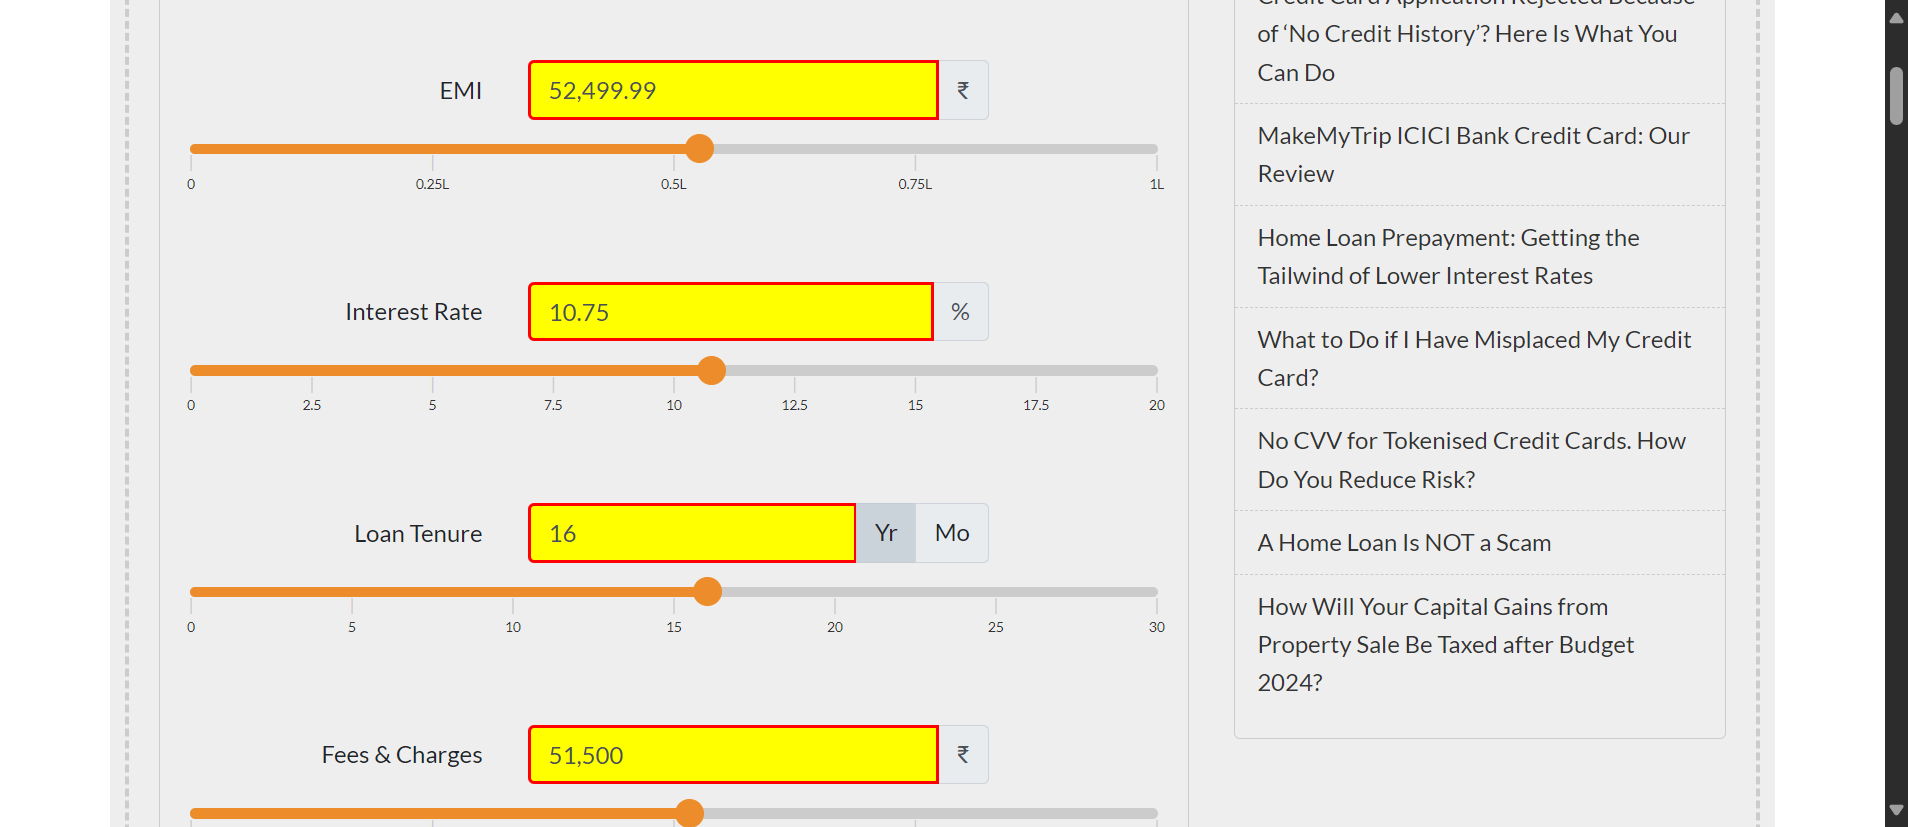 EMI
52,499.99
₹
0 0.25L 0.5L 0.75L 1L
Interest Rate
10.75
%
0 2.5 5 7.5 10 12.5 15 17.5 20
Loan Tenure
16
Yr
Mo
0 5 10 15 20 25 30
Fees & Charges
51,500
₹
Credit Card Application Rejected Because
of ‘No Credit History’? Here Is What You
Can Do
MakeMyTrip ICICI Bank Credit Card: Our
Review
Home Loan Prepayment: Getting the
Tailwind of Lower Interest Rates
What to Do if I Have Misplaced My Credit
Card?
No CVV for Tokenised Credit Cards. How
Do You Reduce Risk?
A Home Loan Is NOT a Scam
How Will Your Capital Gains from
Property Sale Be Taxed after Budget
2024?